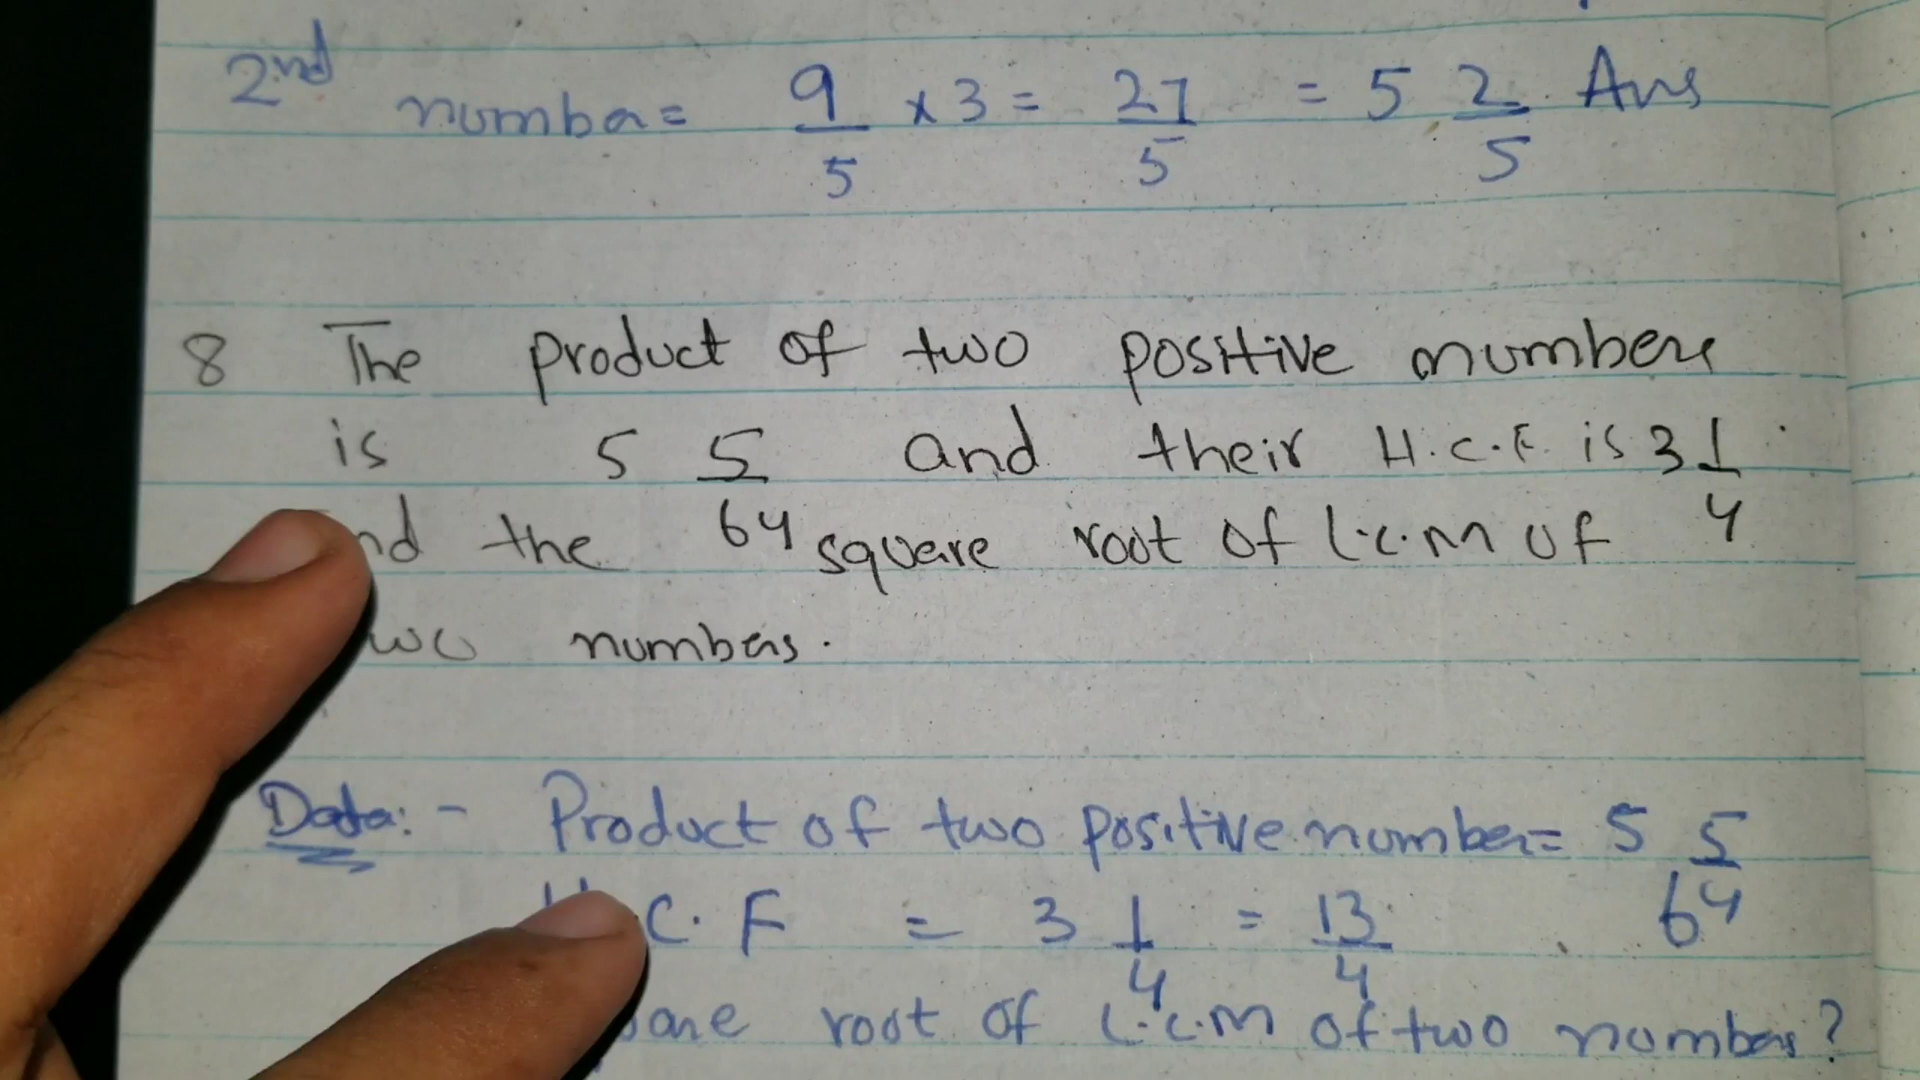 2nd number = 9/5 x 3 = 27/5 = 5 2/5 Ans
8 The product of two positive numbers
is 5 5/64 and their H.C.F. is 3 1/4
the square root of L.C.M of
numbers.
Data:- Product of two positive number = 5 5/64
C.F = 3 1/4 = 13/4
root of L.C.M of two numbers?